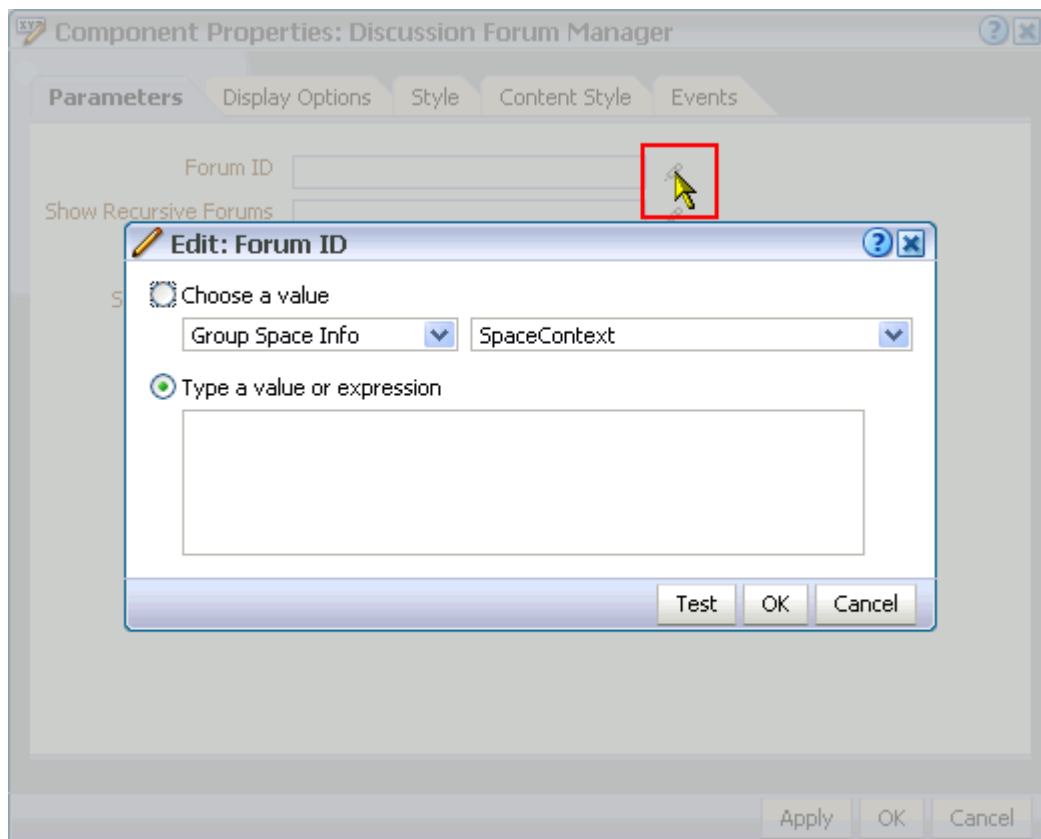 Component Properties: Discussion Forum Manager
Parameters Display Options Style Content Style Events
Forum ID
Show Recursive Forums
Edit: Forum ID
S
Choose a value
Group Space Info SpaceContext
Type a value or expression
Test OK Cancel
Apply OK Cancel